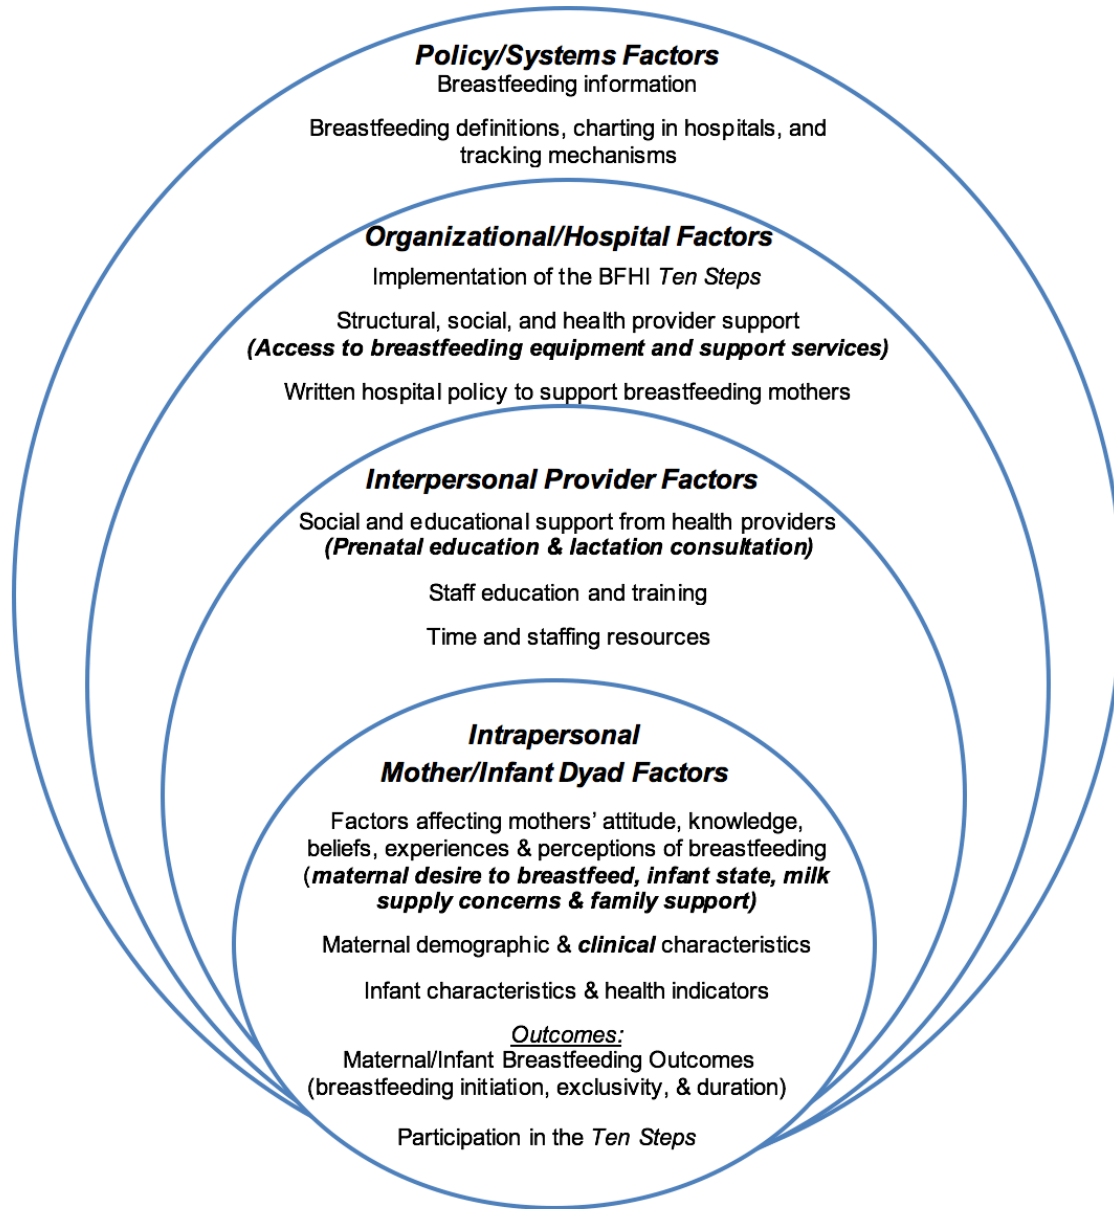 Policy/Systems Factors
Breastfeeding information
Breastfeeding definitions, charting in hospitals, and
tracking mechanisms
Organizational/Hospital Factors
Implementation of the BFHI Ten Steps
Structural, social, and health provider support
(Access to breastfeeding equipment and support services)
Written hospital policy to support breastfeeding mothers
Interpersonal Provider Factors
Social and educational support from health providers
(Prenatal education & lactation consultation)
Staff education and training
Time and staffing resources
Intrapersonal
Mother/Infant Dyad Factors
Factors affecting mothers’ attitude, knowledge,
beliefs, experiences & perceptions of breastfeeding
(maternal desire to breastfeed, infant state, milk
supply concerns & family support)
Maternal demographic & clinical characteristics
Infant characteristics & health indicators
Outcomes:
Maternal/Infant Breastfeeding Outcomes
(breastfeeding initiation, exclusivity, & duration)
Participation in the Ten Steps